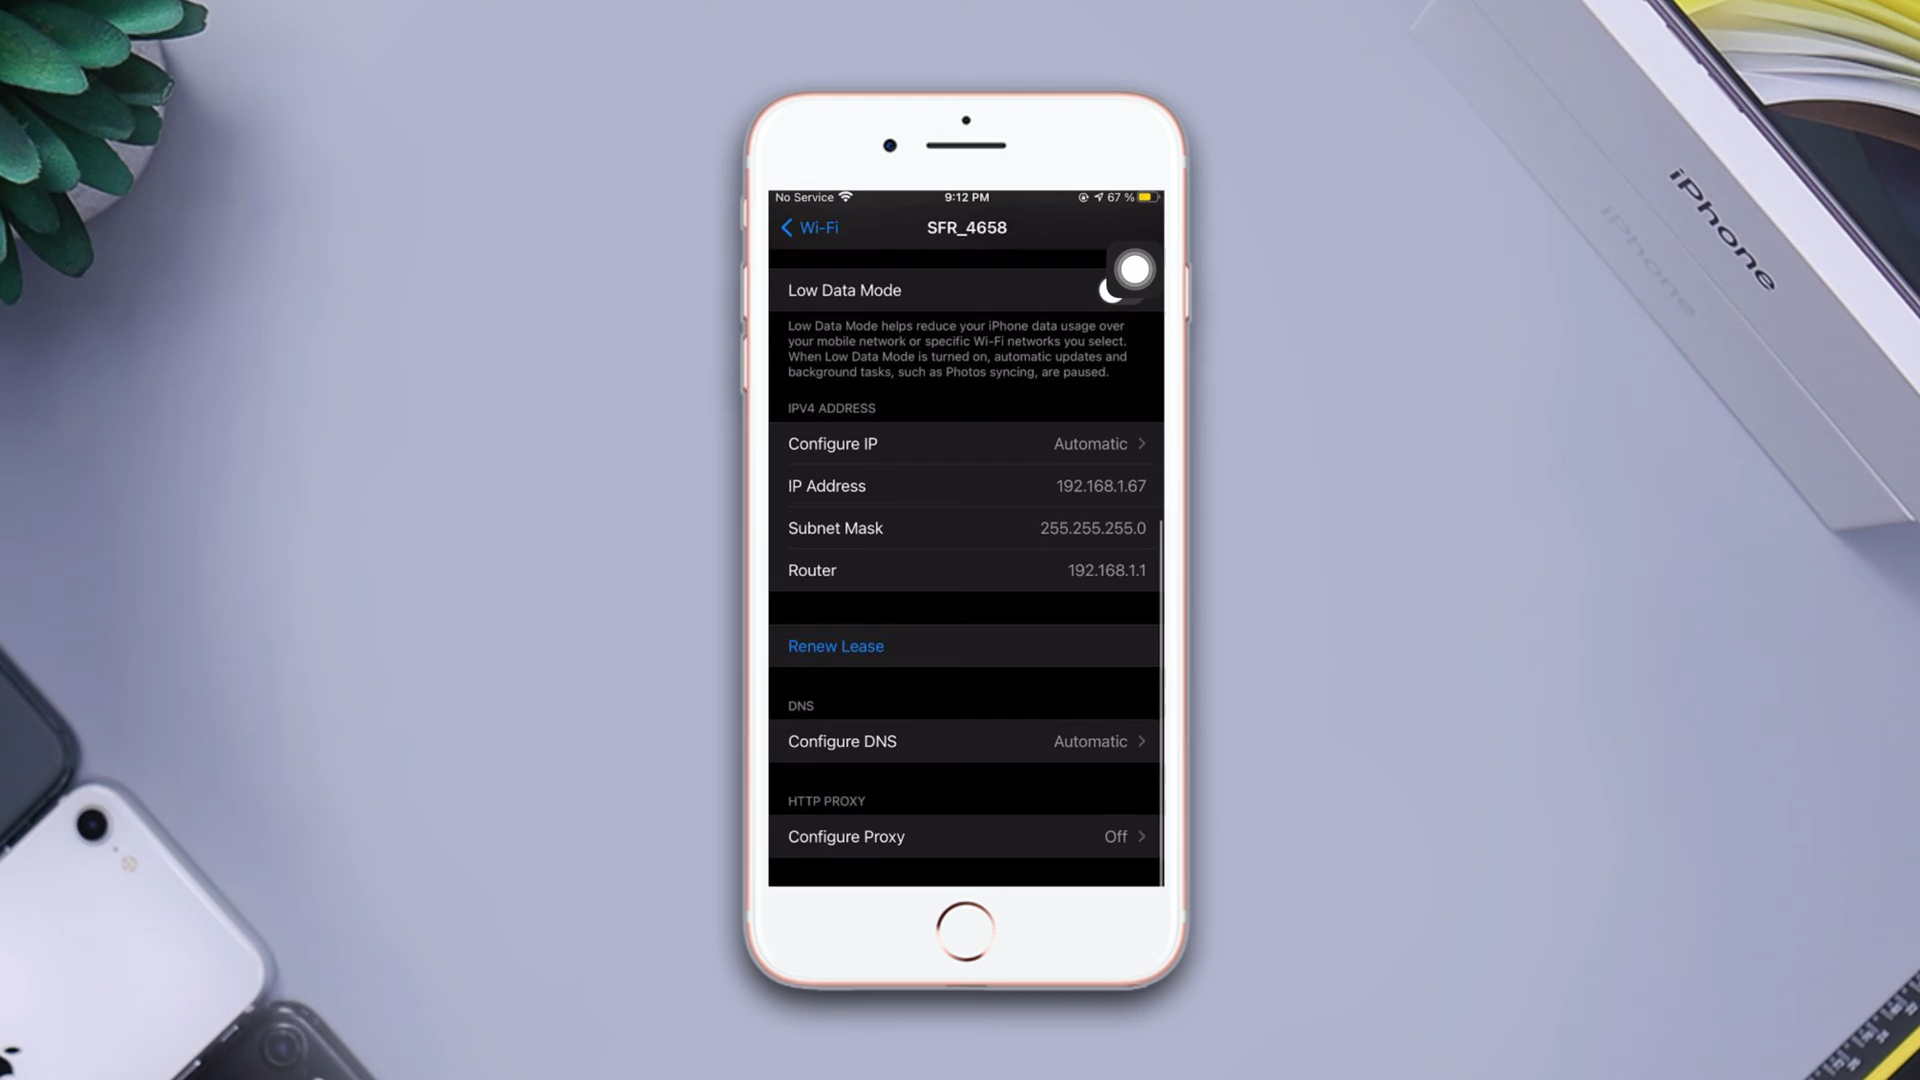 No Service 9:12 PM 67 %
Wi-Fi SFR_4658
Low Data Mode
Low Data Mode helps reduce your iPhone data usage over
your mobile network or specific Wi-Fi networks you select.
When Low Data Mode is turned on, automatic updates and
background tasks, such as Photos syncing, are paused.
IPV4 ADDRESS
Configure IP Automatic
IP Address 192.168.1.67
Subnet Mask 255.255.255.0
Router 192.168.1.1
Renew Lease
DNS
Configure DNS Automatic
HTTP PROXY
Configure Proxy Off
iPhone
iPhone